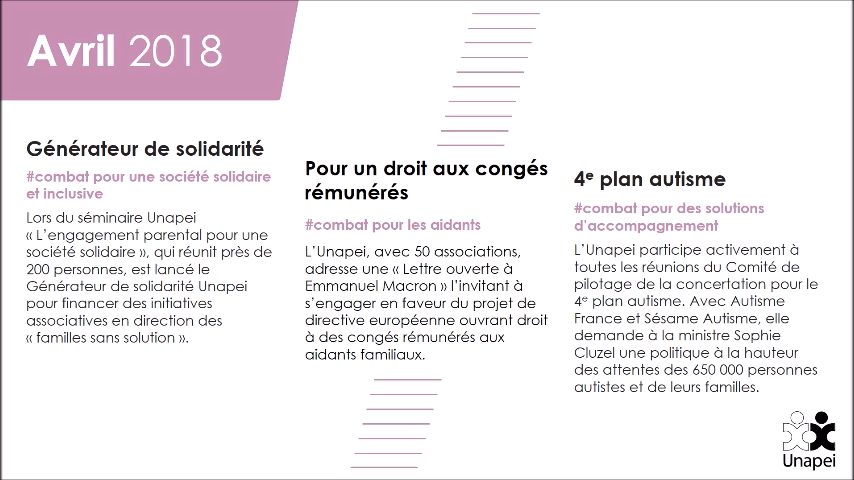 Avril 2018
Générateur de solidarité
#combat pour une société solidaire
et inclusive
Lors du séminaire Unapei
« L’engagement parental pour une
société solidaire », qui réunit près de
200 personnes, est lancé le
Générateur de solidarité Unapei
pour financer des initiatives
associatives en direction des
« familles sans solution ».
Pour un droit aux congés
rémunérés
#combat pour les aidants
L’Unapei, avec 50 associations,
adresse une « Lettre ouverte à
Emmanuel Macron » l’invitant à
s’engager en faveur du projet de
directive européenne ouvrant droit
à des congés rémunérés aux
aidants familiaux.
4e plan autisme
#combat pour des solutions
d’accompagnement
L’Unapei participe activement à
toutes les réunions du Comité de
pilotage de la concertation pour le
4e plan autisme. Avec Autisme
France et Sésame Autisme, elle
demande à la ministre Sophie
Cluzel une politique à la hauteur
des attentes des 650 000 personnes
autistes et de leurs familles.
Unapei